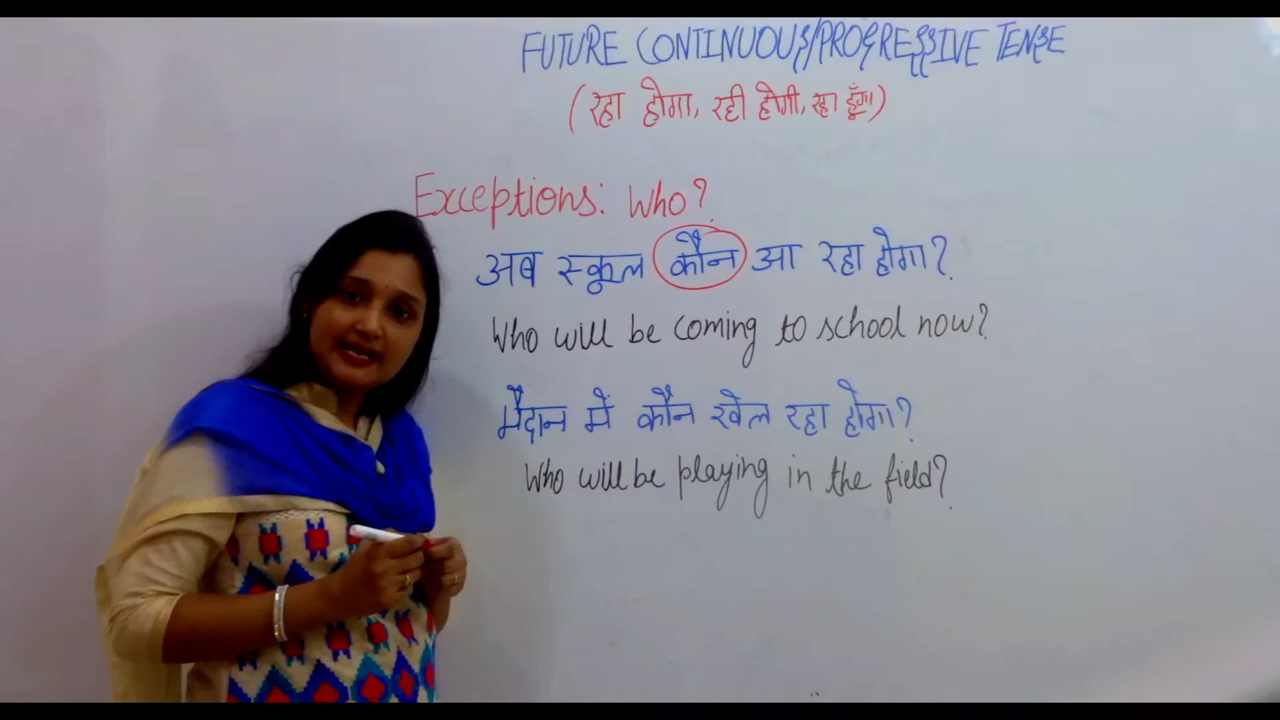 FUTURE CONTINUOUS/PROGRESSIVE TENSE
(रहा होगा, रही होगी, रहा हूँगा)
Exceptions: Who?
अब स्कूल कौन आ रहा होगा?
Who will be coming to school now?
मैदान में कौन खेल रहा होगा?
Who will be playing in the field?